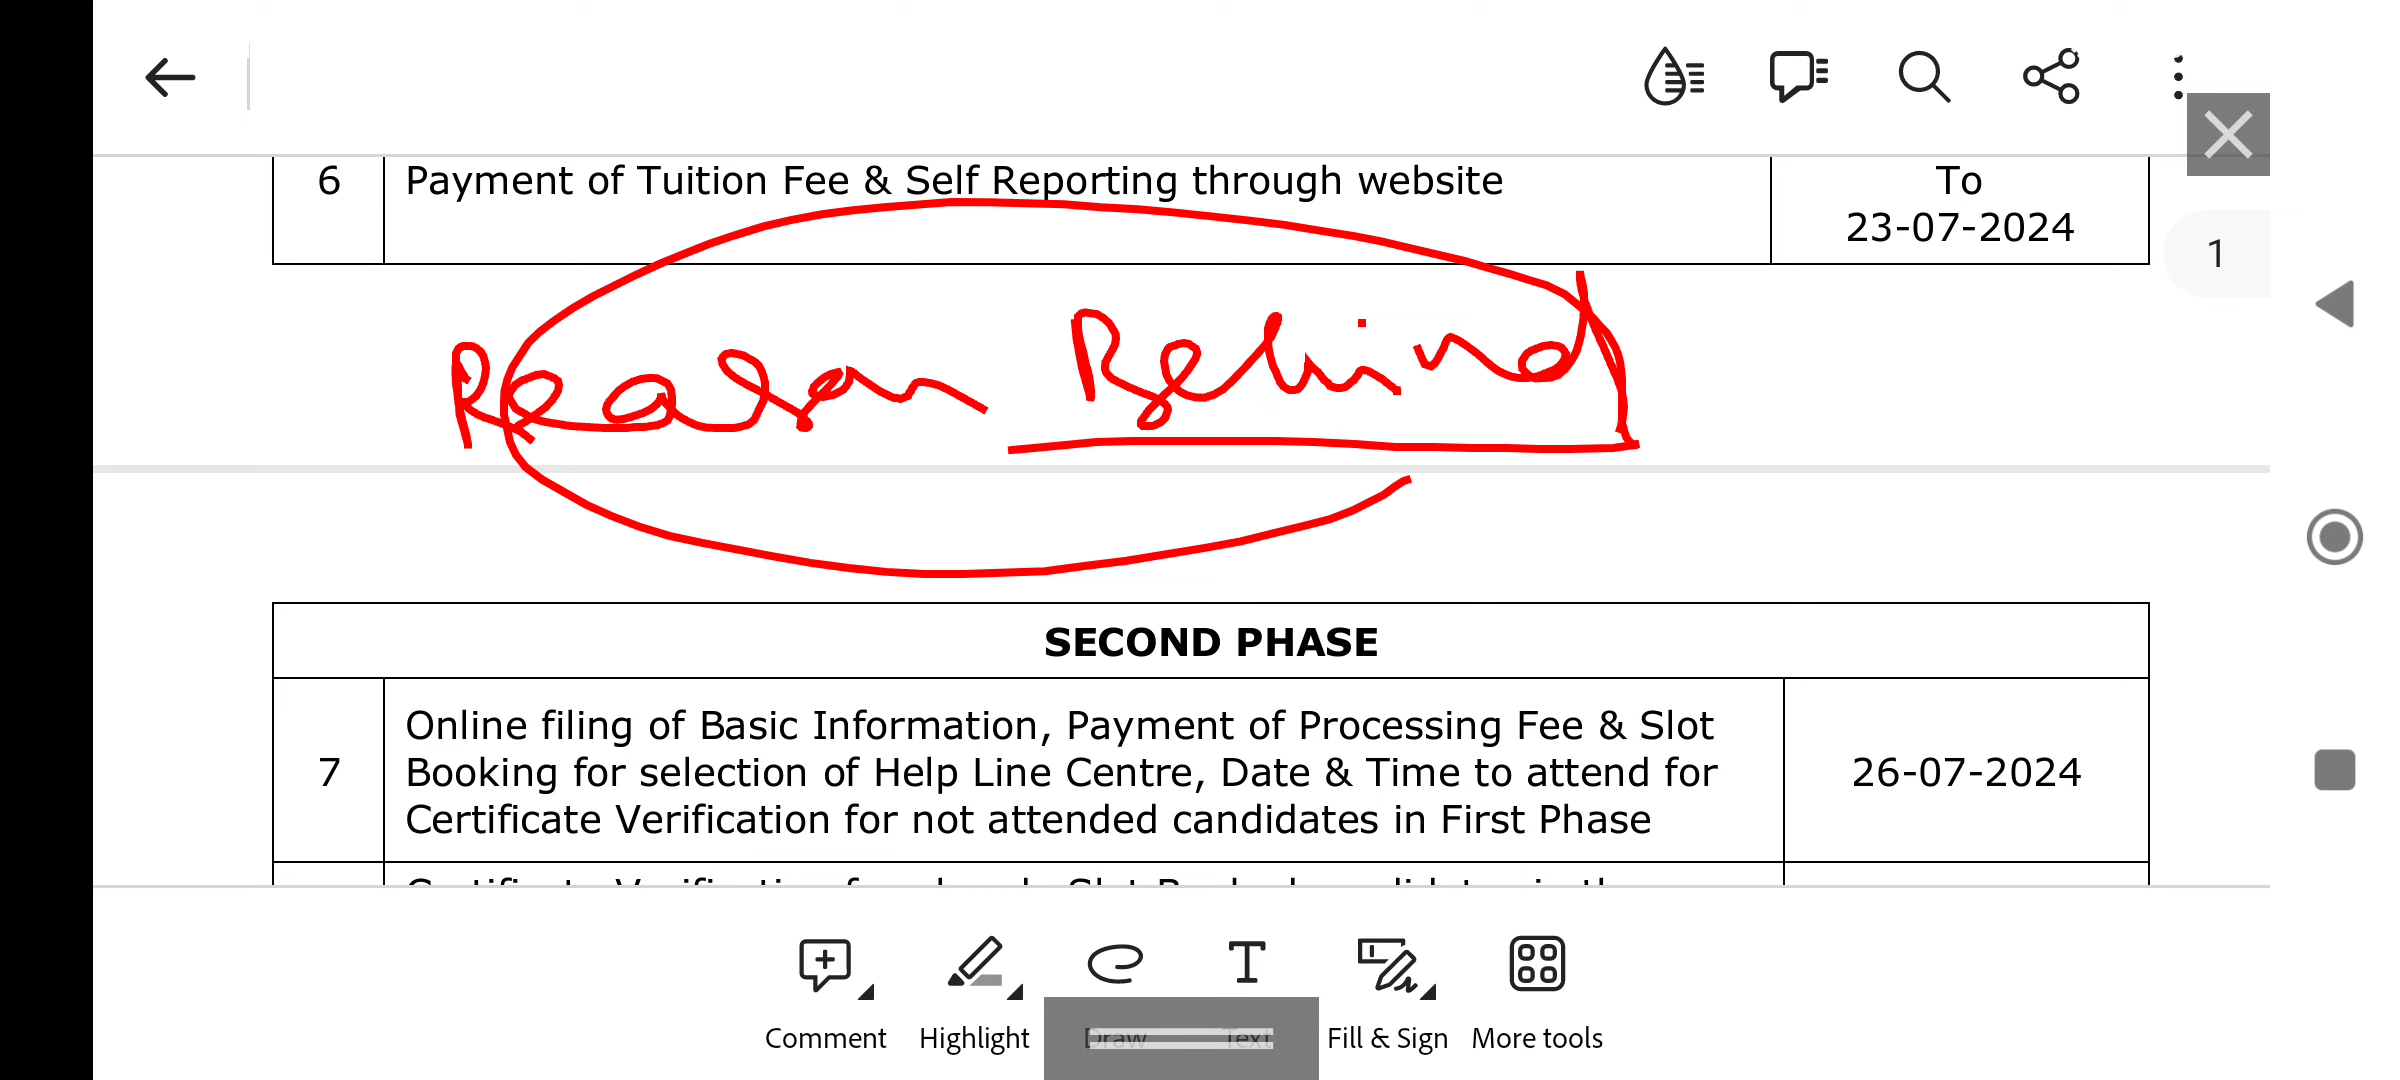 6 Payment of Tuition Fee & Self Reporting through website To
23-07-2024
1
Reason Behind
SECOND PHASE
Online filing of Basic Information, Payment of Processing Fee & Slot
7 Booking for selection of Help Line Centre, Date & Time to attend for 26-07-2024
Certificate Verification for not attended candidates in First Phase
Comment Highlight Draw Text Fill & Sign More tools